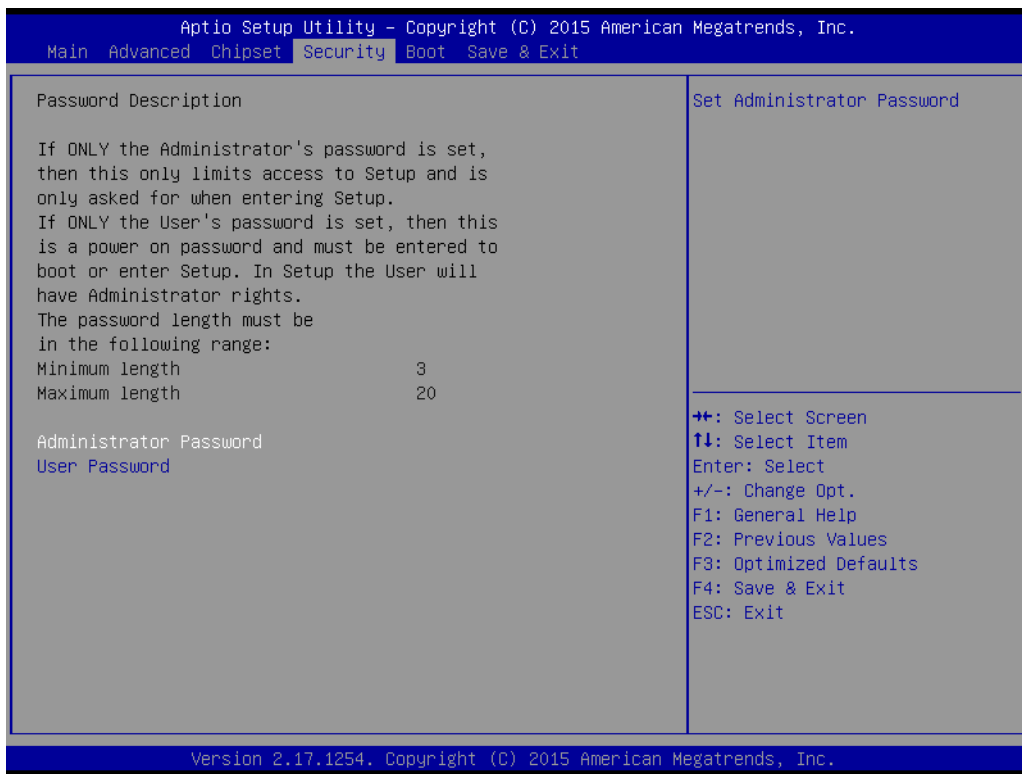 Aptio Setup Utility – Copyright (C) 2015 American Megatrends, Inc.
Main Advanced Chipset Security Boot Save & Exit
Password Description
If ONLY the Administrator's password is set,
then this only limits access to Setup and is
only asked for when entering Setup.
If ONLY the User's password is set, then this
is a power on password and must be entered to
boot or enter Setup. In Setup the User will
have Administrator rights.
The password length must be
in the following range:
Minimum length 3
Maximum length 20
Administrator Password
User Password
Set Administrator Password
→←: Select Screen
↑↓: Select Item
Enter: Select
+/-: Change Opt.
F1: General Help
F2: Previous Values
F3: Optimized Defaults
F4: Save & Exit
ESC: Exit
Version 2.17.1254. Copyright (C) 2015 American Megatrends, Inc.